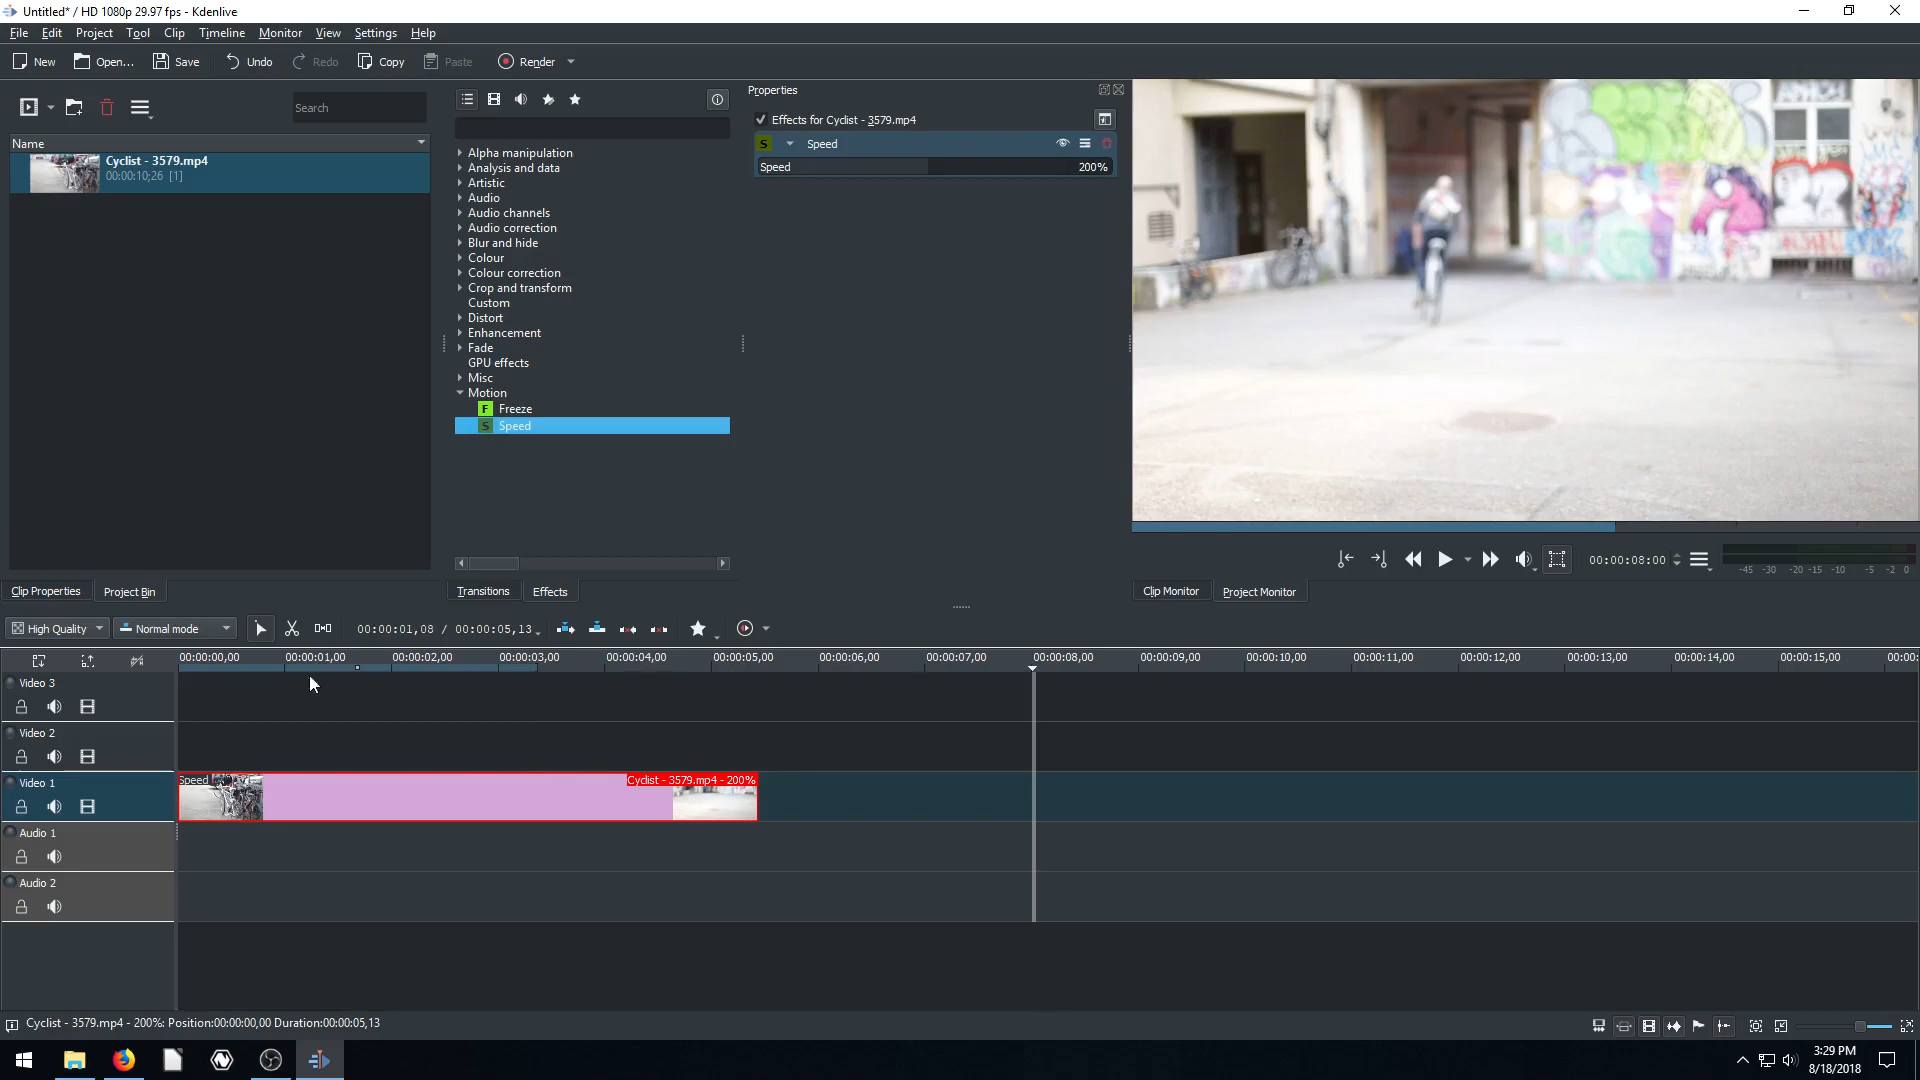 Untitled* / HD 1080p 29.97 fps - Kdenlive
File Edit Project Tool Clip Timeline Monitor View Settings Help
New Open... Save Undo Redo Copy Paste Render
Search
Name
Cyclist - 3579.mp4
00:00:10;26 [1]
Clip Properties Project Bin
Alpha manipulation
Analysis and data
Artistic
Audio
Audio channels
Audio correction
Blur and hide
Colour
Colour correction
Crop and transform
Custom
Distort
Enhancement
Fade
GPU effects
Misc
Motion
F Freeze
S Speed
Transitions Effects
Properties
Effects for Cyclist - 3579.mp4
S Speed
Speed 200%
00:00:08:00
-45 -30 -20 -15 -10 -5 -2 0
Clip Monitor Project Monitor
High Quality Normal mode 00:00:01,08 / 00:00:05,13
00:00:00,00 00:00:01,00 00:00:02,00 00:00:03,00 00:00:04,00 00:00:05,00 00:00:06,00 00:00:07,00 00:00:08,00 00:00:09,00 00:00:10,00 00:00:11,00 00:00:12,00 00:00:13,00 00:00:14,00 00:00:15,00 00:00:
Video 3
Video 2
Video 1
Speed Cyclist - 3579.mp4 - 200%
Audio 1
Audio 2
Cyclist - 3579.mp4 - 200%: Position:00:00:00,00 Duration:00:00:05,13
3:29 PM
8/18/2018